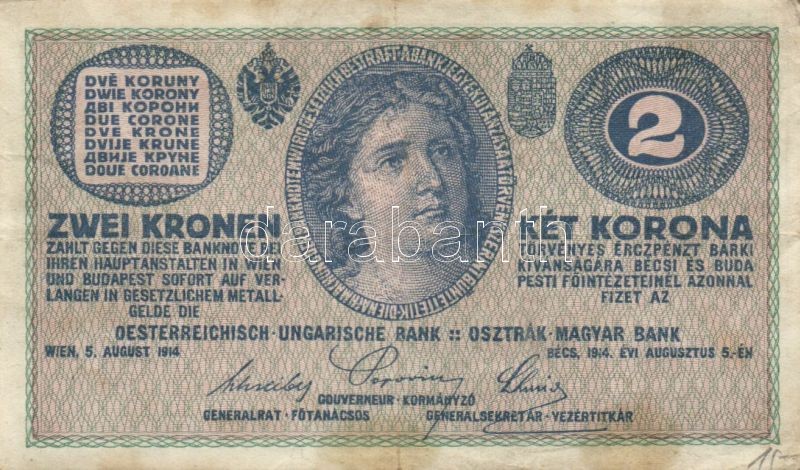 DVĚ KORUNY
DWIE KORONY
ДВІ КОРОНИ
DUE CORONE
DVE KRONE
DVIJE KRUNE
ДВИЈЕ КРУНЕ
DOUE COROANE
2
ZWEI KRONEN
ZAHLT GEGEN DIESE BANKNOTE BEI
IHREN HAUPTANSTALTEN IN WIEN
UND BUDAPEST SOFORT AUF VER-
LANGEN IN GESETZLICHEM METALL-
GELDE DIE
KÉT KORONA
TÖRVÉNYES ÉRCZPÉNZT BÁRKI
KIVÁNSÁGÁRA BÉCSI ÉS BUDA
PESTI FŐINTÉZETEINÉL AZONNAL
FIZET AZ
OESTERREICHISCH-UNGARISCHE BANK :: OSZTRÁK-MAGYAR BANK
WIEN, 5. AUGUST 1914
BÉCS, 1914. ÉVI AUGUSZTUS 5.-ÉN
GOUVERNEUR · KORMÁNYZÓ
GENERALRAT · FŐTANÁCSOS
GENERALSEKRETÄR · VEZÉRTITKÁR
darabanth